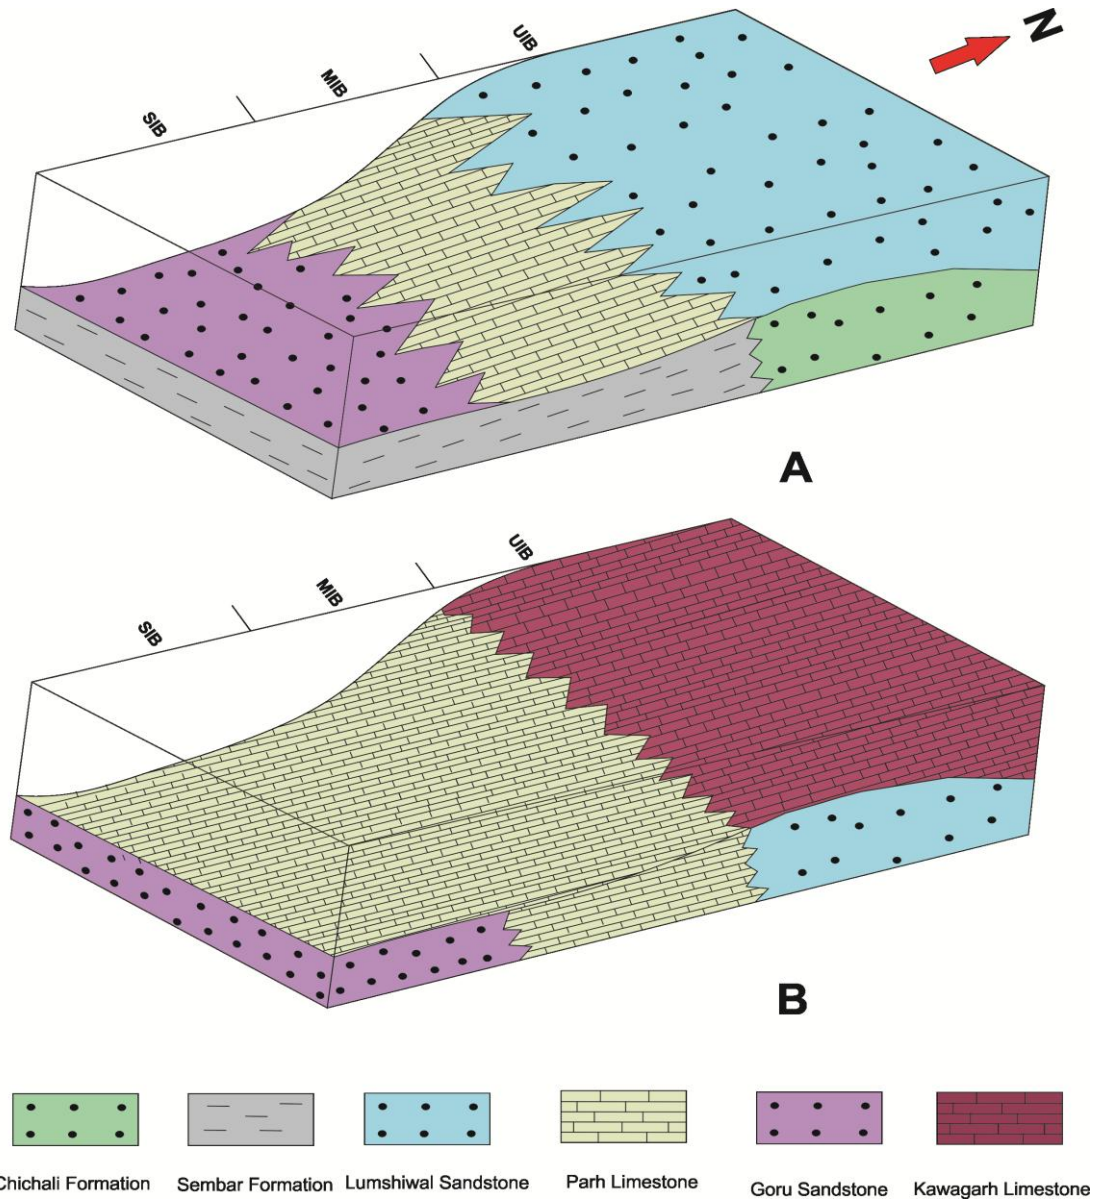 N
UIB
MIB
SIB
A
UIB
MIB
SIB
B
Chichali Formation
Sembar Formation
Lumshiwal Sandstone
Parh Limestone
Goru Sandstone
Kawagarh Limestone